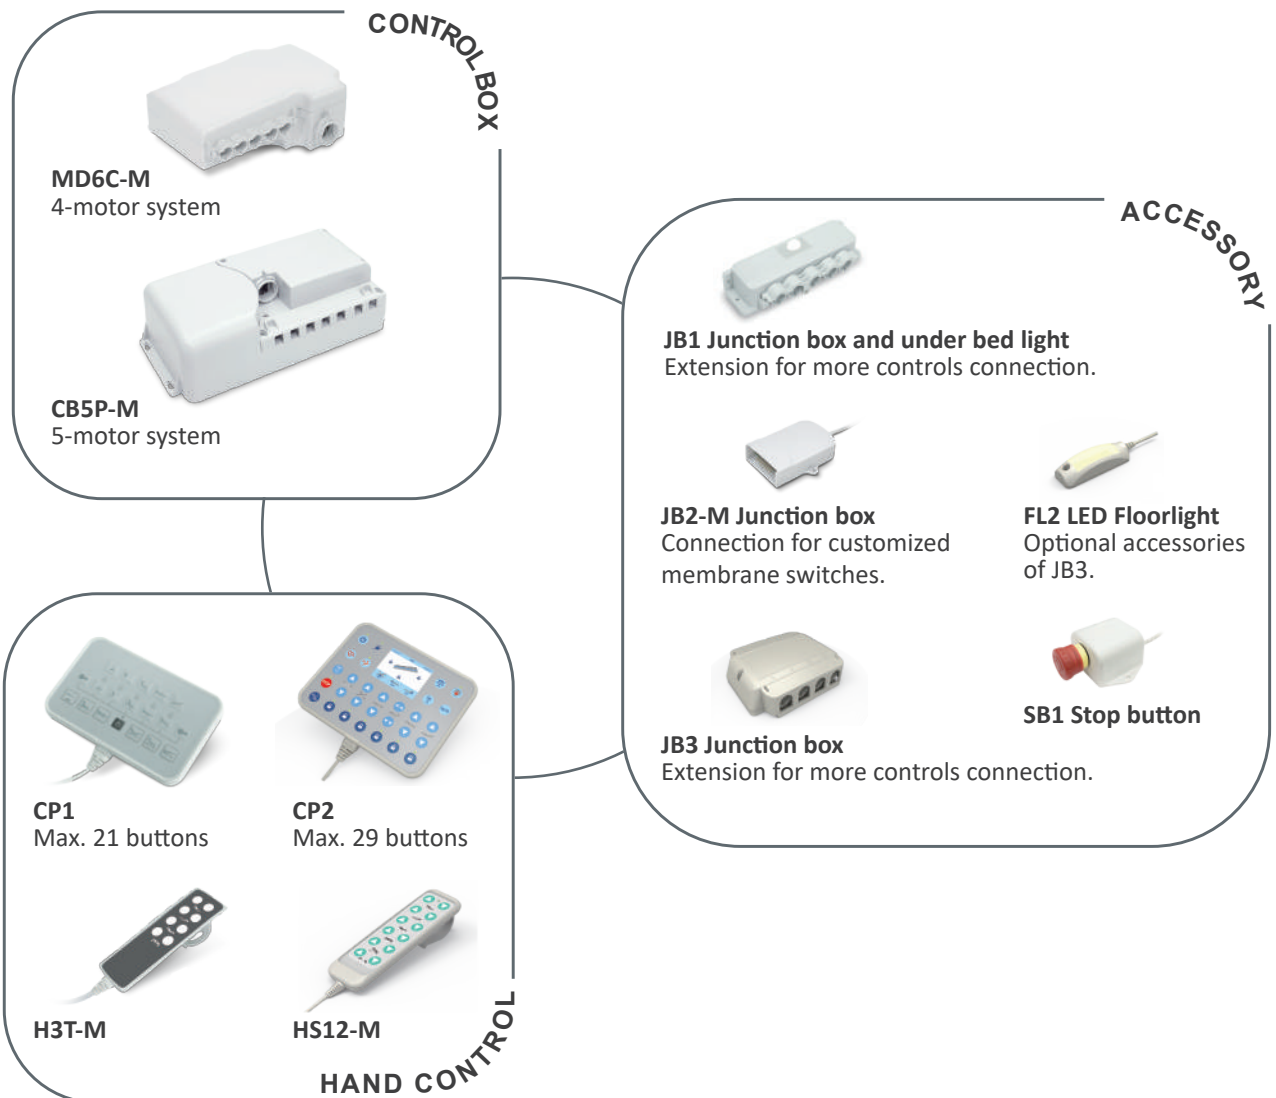 CONTROL BOX
MD6C-M
4-motor system
CB5P-M
5-motor system
ACCESSORY
JB1 Junction box and under bed light
Extension for more controls connection.
JB2-M Junction box
Connection for customized
membrane switches.
FL2 LED Floorlight
Optional accessories
of JB3.
JB3 Junction box
Extension for more controls connection.
SB1 Stop button
CP1
Max. 21 buttons
CP2
Max. 29 buttons
H3T-M
HS12-M
HAND CONTROL